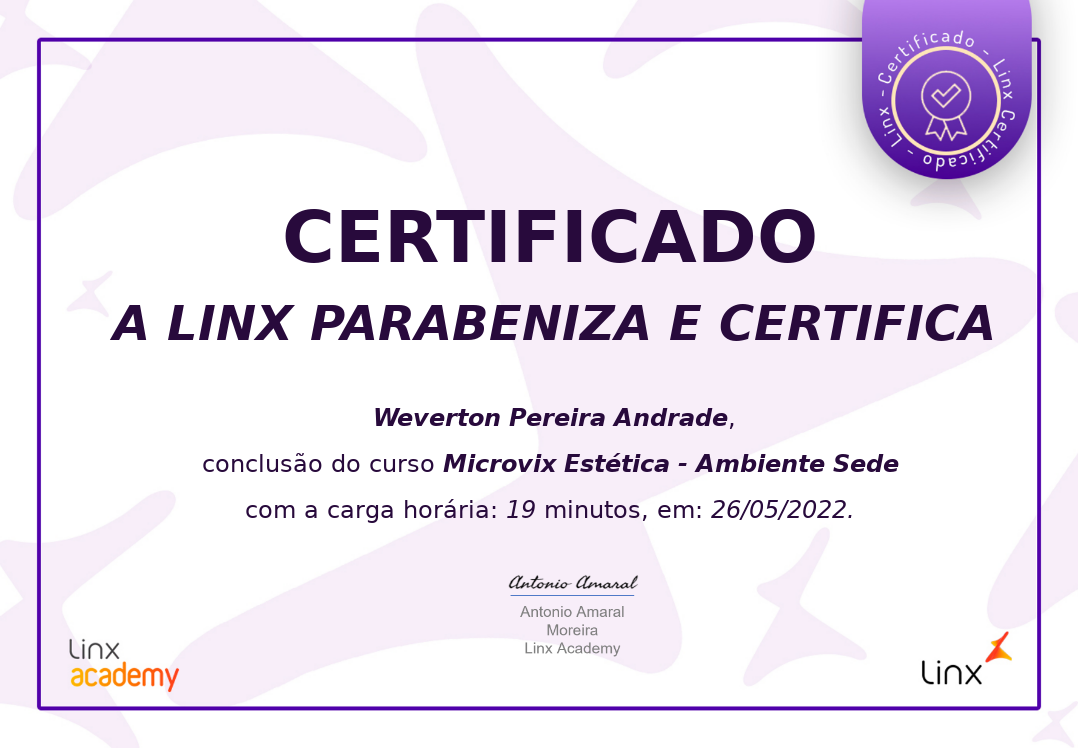 Certificado - Linx Certificado - Linx -
CERTIFICADO
A LINX PARABENIZA E CERTIFICA
Weverton Pereira Andrade,
conclusão do curso Microvix Estética - Ambiente Sede
com a carga horária: 19 minutos, em: 26/05/2022.
Antonio Amaral
Antonio Amaral
Moreira
Linx Academy
Linx
academy
Linx